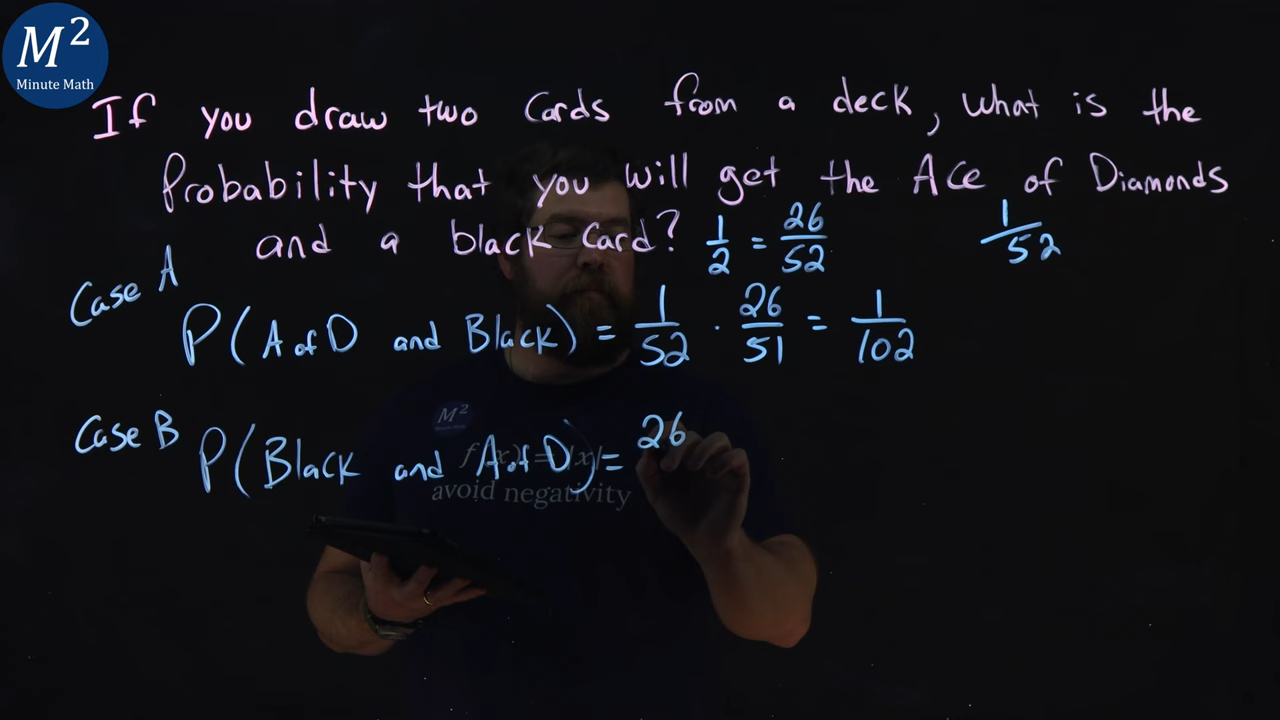 M²
Minute Math
If you draw two Cards from a deck, what is the
Probability that you will get the Ace of Diamonds
and a black Card? 1/2 = 26/52 1/52
Case A
P(A of D and Black) = 1/52 · 26/51 = 1/102
Case B
P(Black and A of D) = 26
M²
avoid negativity